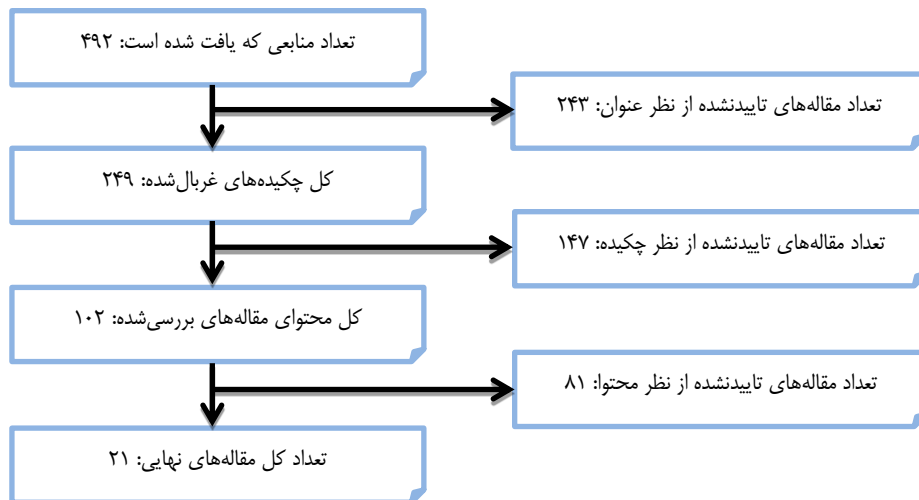 تعداد منابعی که یافت شده است: ۴۹۲
تعداد مقاله‌های تاییدنشده از نظر عنوان: ۲۴۳
کل چکیده‌های غربال‌شده: ۲۴۹
تعداد مقاله‌های تاییدنشده از نظر چکیده: ۱۴۷
کل محتوای مقاله‌های بررسی‌شده: ۱۰۲
تعداد مقاله‌های تاییدنشده از نظر محتوا: ۸۱
تعداد کل مقاله‌های نهایی: ۲۱